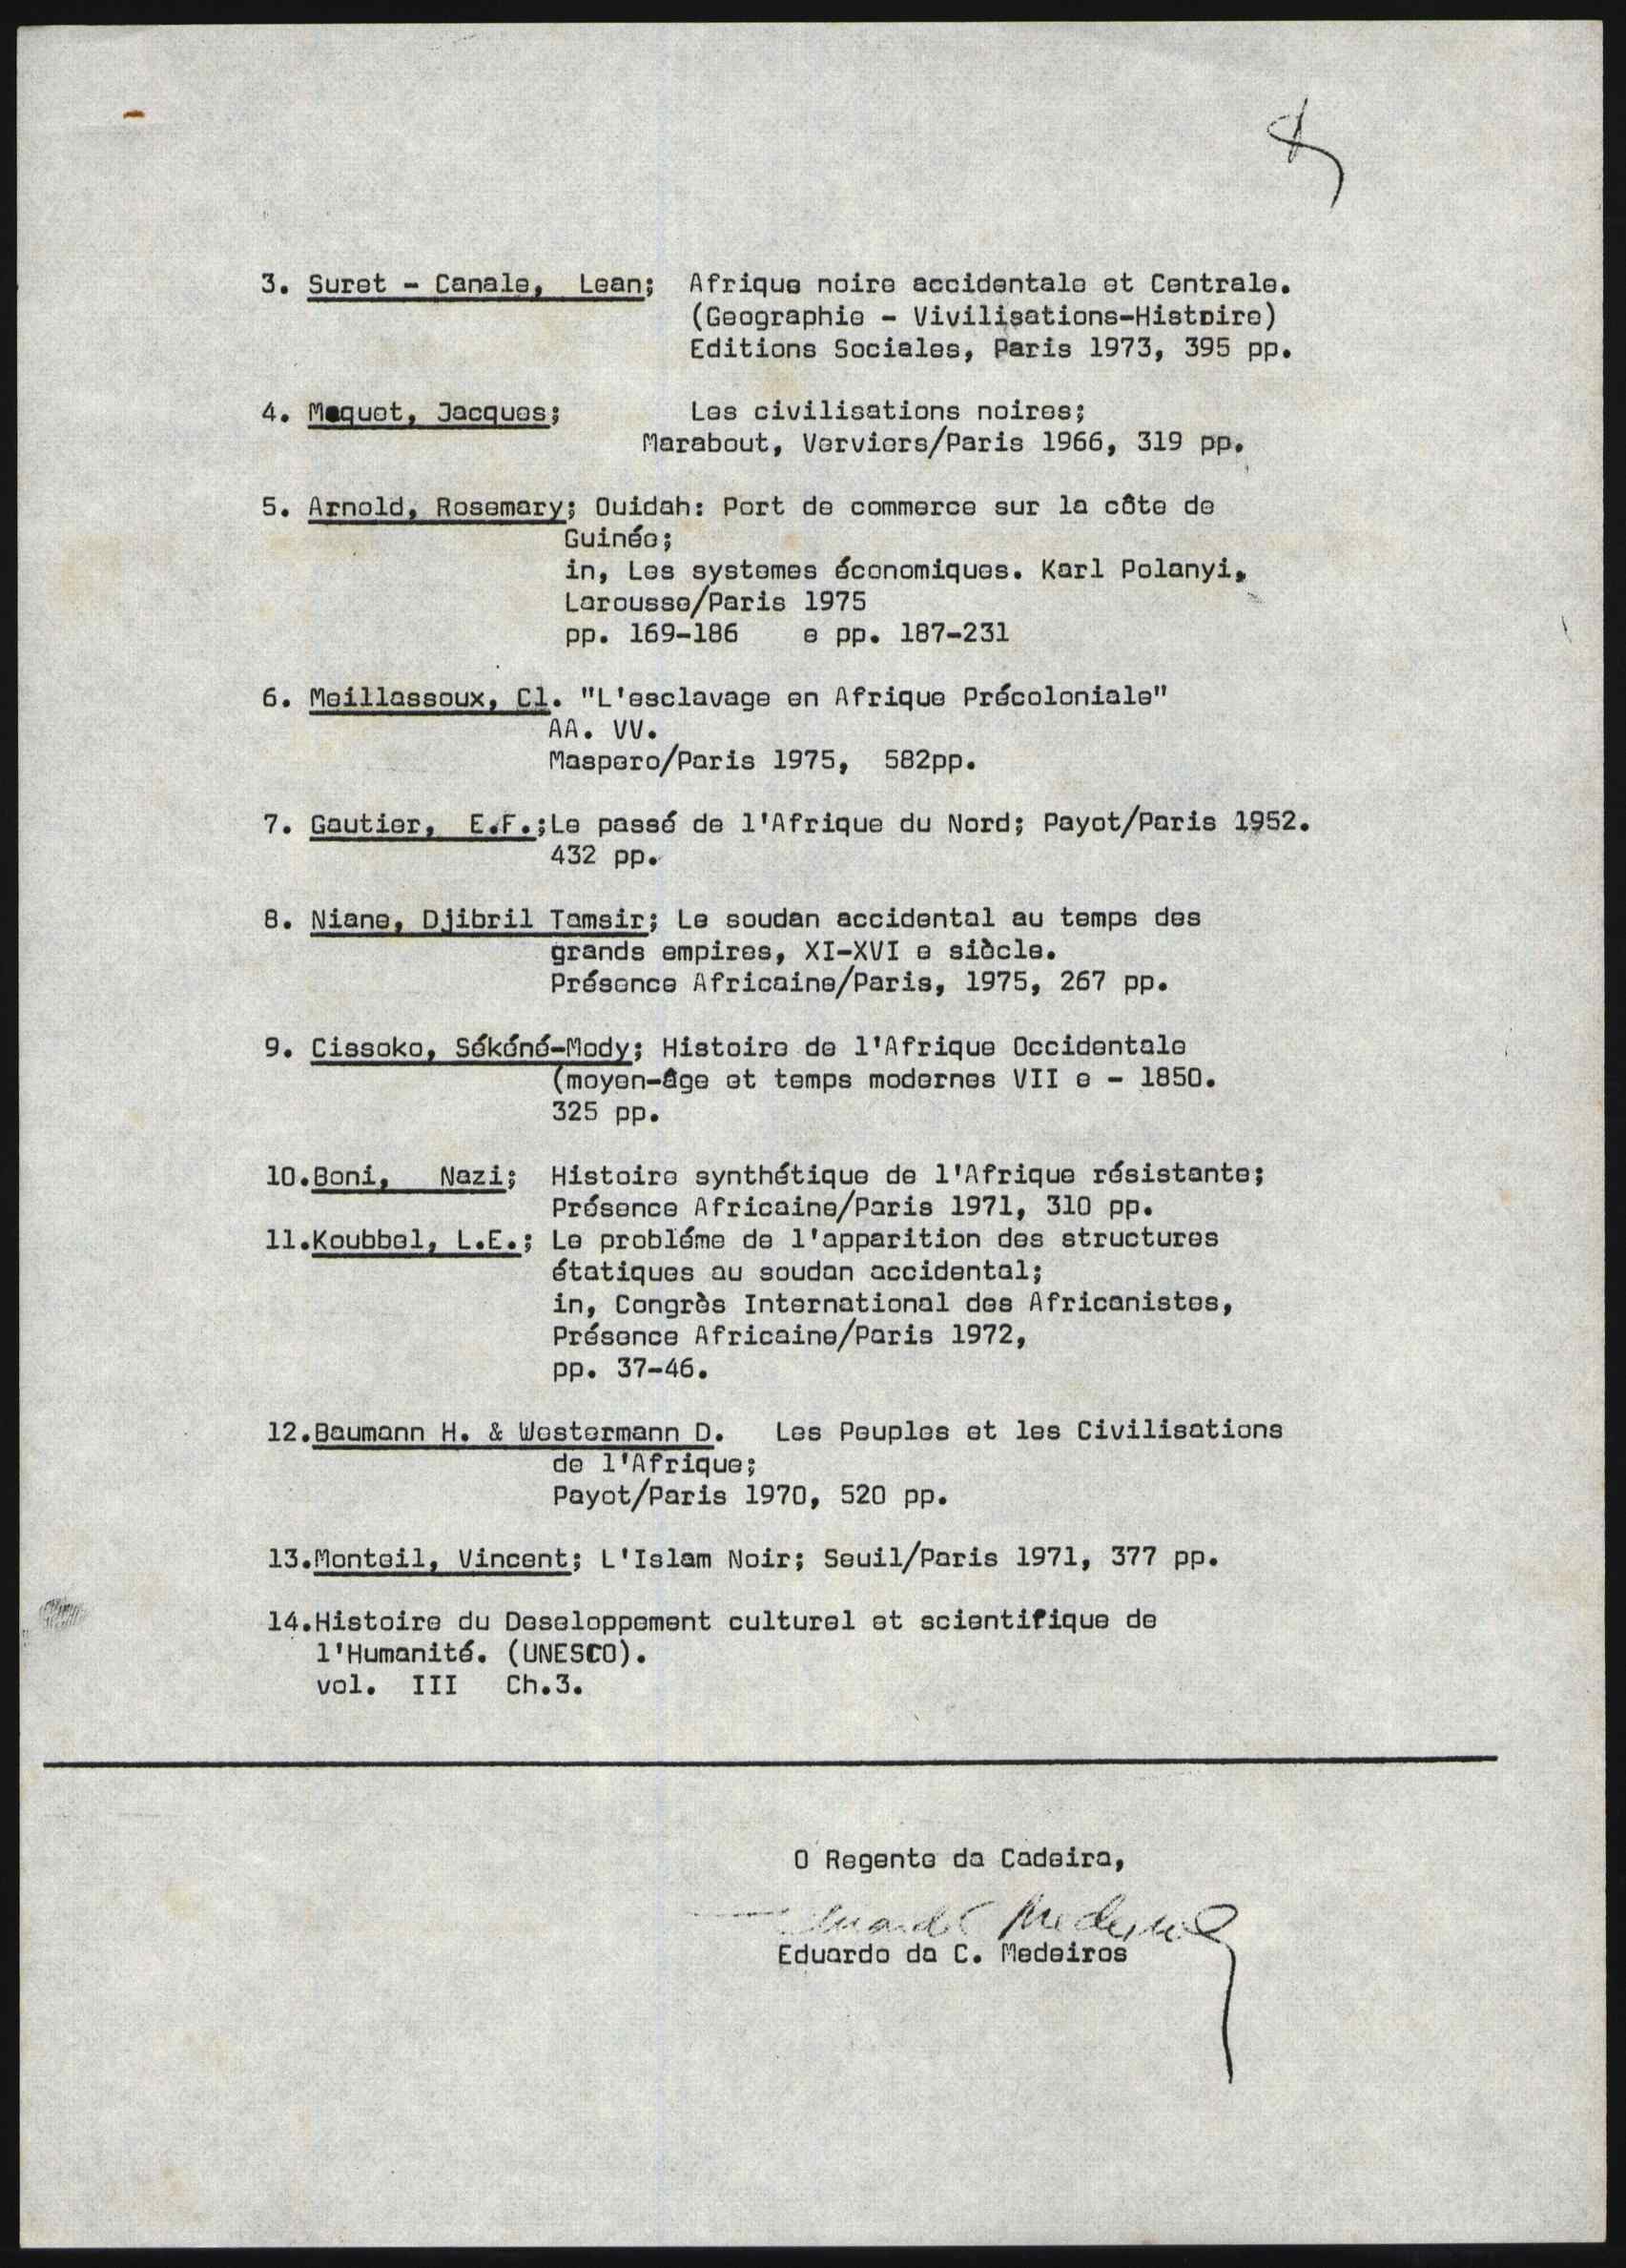 3. Suret - Canale, Lean; Afrique noire accidentale et Centrale.
(Geographie - Vivilisations-Histoire)
Editions Sociales, Paris 1973, 395 pp.
4. Maquet, Jacques; Les civilisations noires;
Marabout, Verviers/Paris 1966, 319 pp.
5. Arnold, Rosemary; Ouidah: Port de commerce sur la côte de
Guinée;
in, Les systemes économiques. Karl Polanyi,
Larousse/Paris 1975
pp. 169-186 e pp. 187-231
6. Meillassoux, Cl. "L'esclavage en Afrique Précoloniale"
AA. VV.
Maspero/Paris 1975, 582pp.
7. Gautier, E.F.;Le passé de l'Afrique du Nord; Payot/Paris 1952.
432 pp.
8. Niane, Djibril Tamsir; Le soudan accidental au temps des
grands empires, XI-XVI e siècle.
Présence Africaine/Paris, 1975, 267 pp.
9. Cissoko, Sékéné-Mody; Histoire de l'Afrique Occidentale
(moyen-âge et temps modernes VII e - 1850.
325 pp.
10.Boni, Nazi; Histoire synthétique de l'Afrique résistante;
Présence Africaine/Paris 1971, 310 pp.
11.Koubbel, L.E.; Le probléme de l'apparition des structures
étatiques au soudan accidental;
in, Congrès International des Africanistes,
Présence Africaine/Paris 1972,
pp. 37-46.
12.Baumann H. & Westermann D. Les Peuples et les Civilisations
de l'Afrique;
Payot/Paris 1970, 520 pp.
13.Monteil, Vincent; L'Islam Noir; Seuil/Paris 1971, 377 pp.
14.Histoire du Deseloppement culturel et scientifique de
l'Humanité. (UNESCO).
vol. III Ch.3.
O Regente da Cadeira,
Eduardo Medeiros
Eduardo da C. Medeiros